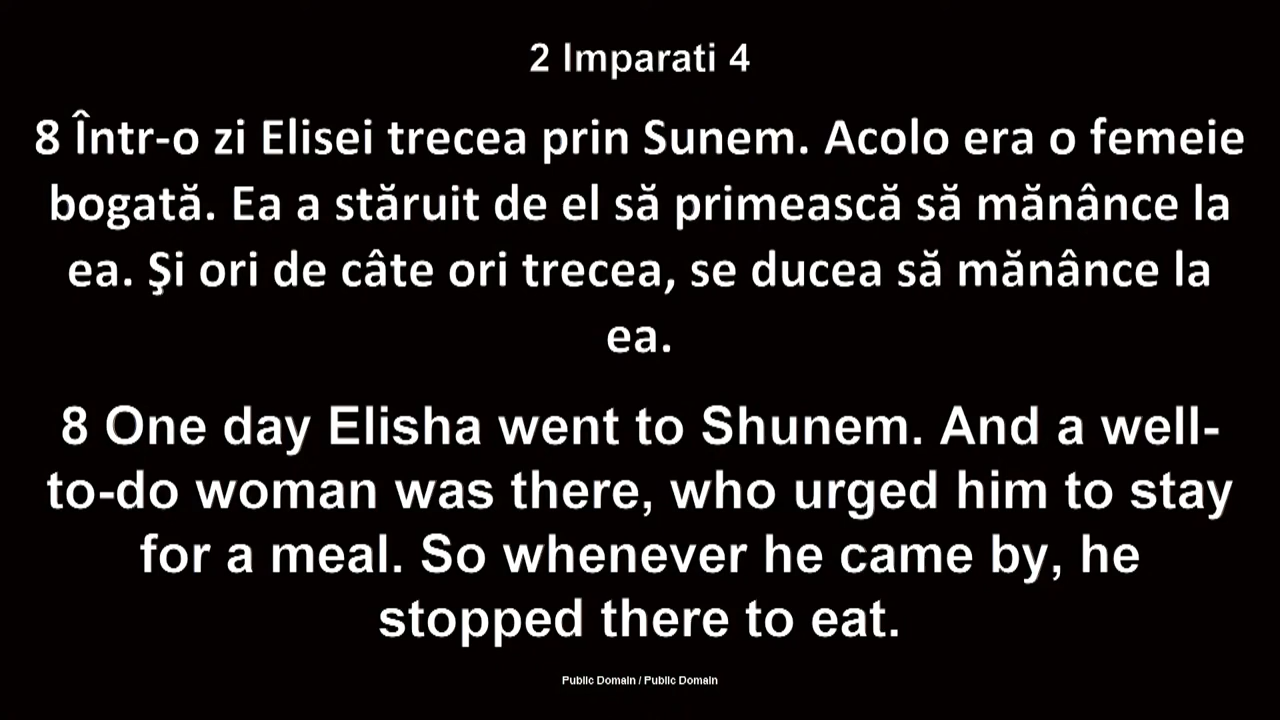 2 Imparati 4
8 Într-o zi Elisei trecea prin Sunem. Acolo era o femeie
bogată. Ea a stăruit de el să primească să mănânce la
ea. Şi ori de câte ori trecea, se ducea să mănânce la
ea.
8 One day Elisha went to Shunem. And a well-
to-do woman was there, who urged him to stay
for a meal. So whenever he came by, he
stopped there to eat.
Public Domain / Public Domain